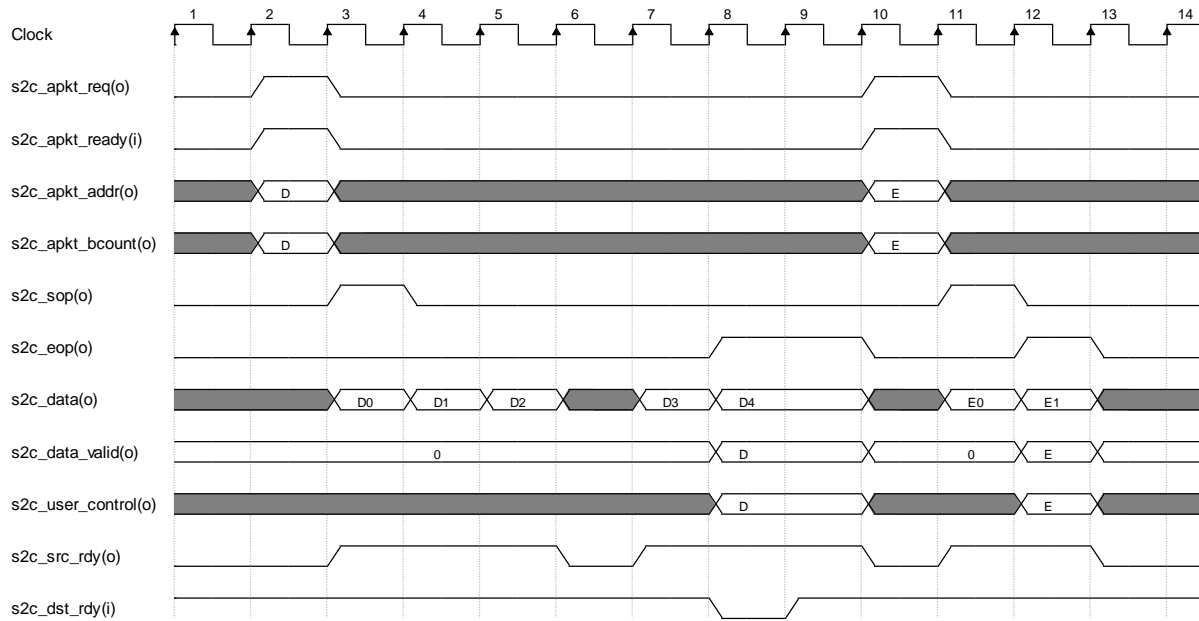 1 2 3 4 5 6 7 8 9 10 11 12 13 14
Clock
s2c_apkt_req(o)
s2c_apkt_ready(i)
s2c_apkt_addr(o) D E
s2c_apkt_bcount(o) D E
s2c_sop(o)
s2c_eop(o)
s2c_data(o) D0 D1 D2 D3 D4 E0 E1
s2c_data_valid(o) 0 D 0 E
s2c_user_control(o) D E
s2c_src_rdy(o)
s2c_dst_rdy(i)